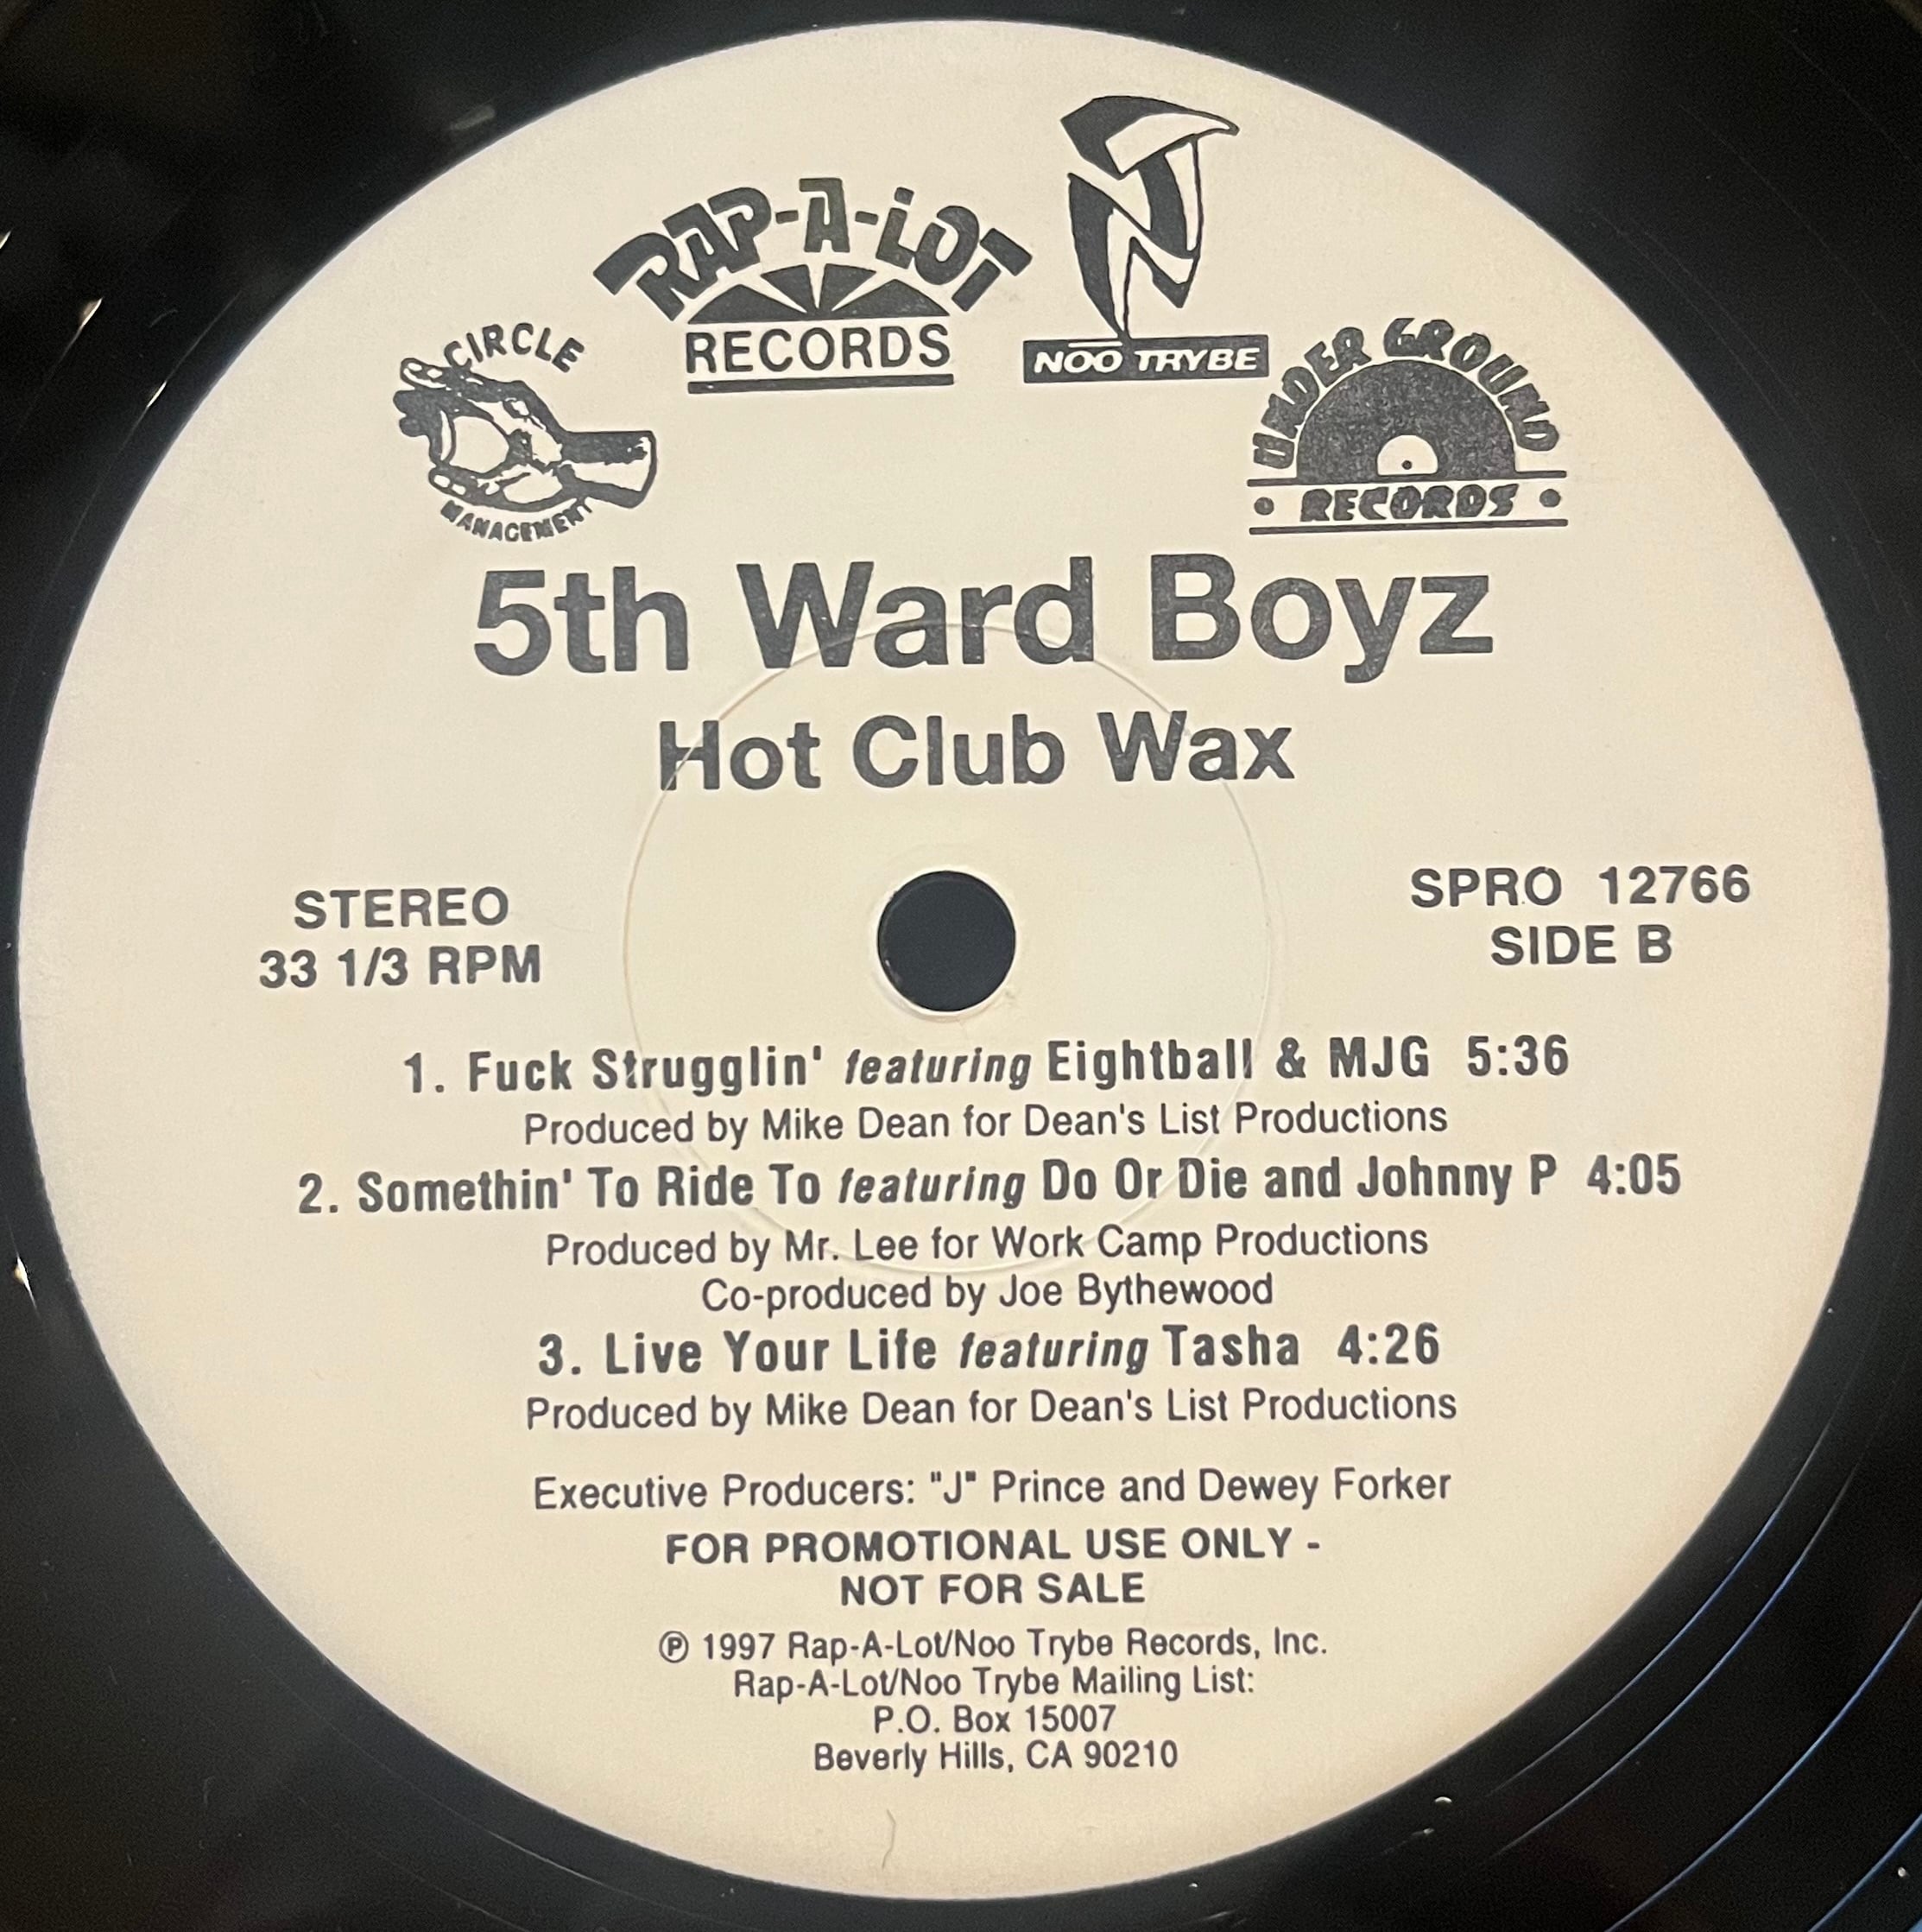 CIRCLE
MANAGEMENT
RAP-A-LOT
RECORDS
NOO TRYBE
UNDER GROUND
• RECORDS •
5th Ward Boyz
Hot Club Wax
STEREO
33 1/3 RPM
SPRO 12766
SIDE B
1. Fuck Strugglin' featuring Eightball & MJG 5:36
Produced by Mike Dean for Dean's List Productions
2. Somethin' To Ride To featuring Do Or Die and Johnny P 4:05
Produced by Mr. Lee for Work Camp Productions
Co-produced by Joe Bythewood
3. Live Your Life featuring Tasha 4:26
Produced by Mike Dean for Dean's List Productions
Executive Producers: "J" Prince and Dewey Forker
FOR PROMOTIONAL USE ONLY -
NOT FOR SALE
℗ 1997 Rap-A-Lot/Noo Trybe Records, Inc.
Rap-A-Lot/Noo Trybe Mailing List:
P.O. Box 15007
Beverly Hills, CA 90210